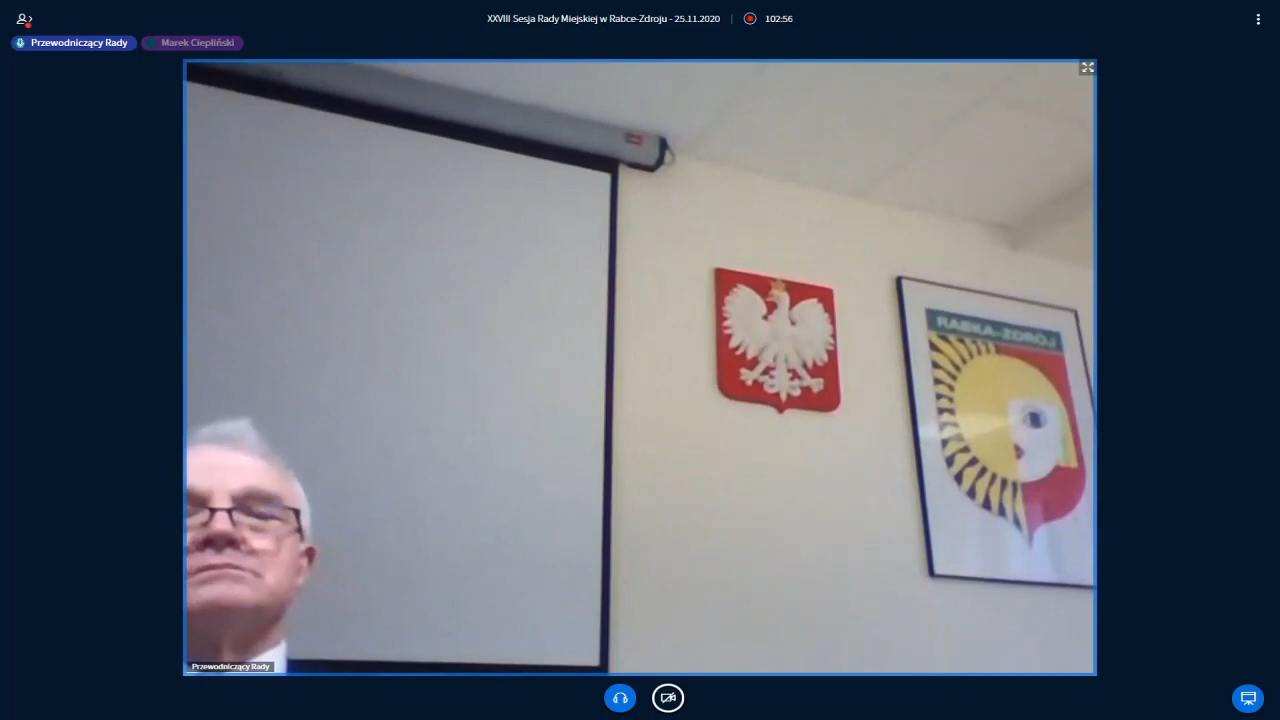 XXVIII Sesja Rady Miejskiej w Rabce-Zdroju - 25.11.2020
102:56
Przewodniczący Rady
Marek Ciepliński
RABKA-ZDRÓJ
Przewodniczący Rady